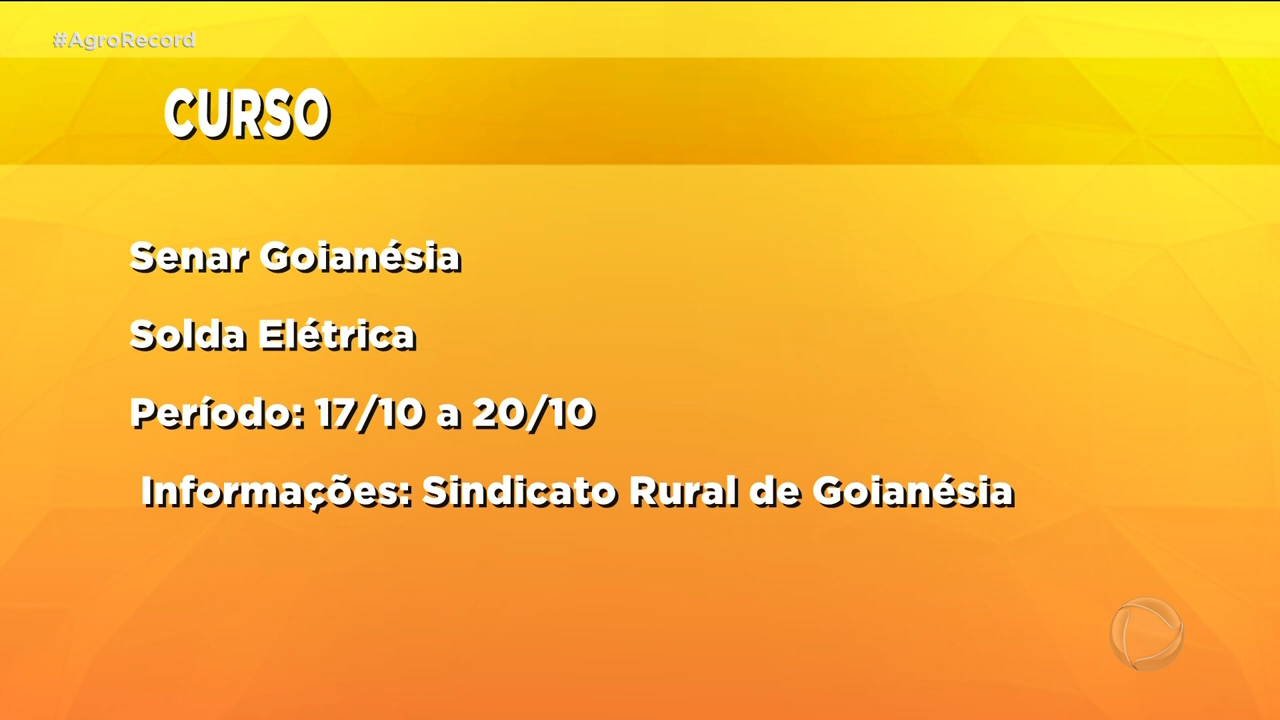 #AgroRecord
CURSO
Senar Goianésia
Solda Elétrica
Período: 17/10 a 20/10
Informações: Sindicato Rural de Goianésia